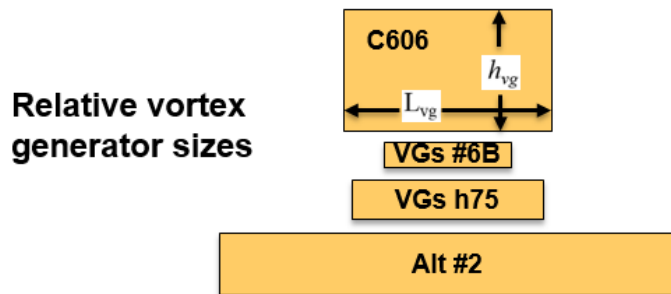 C606
h_vg
L_vg
Relative vortex
generator sizes
VGs #6B
VGs h75
Alt #2